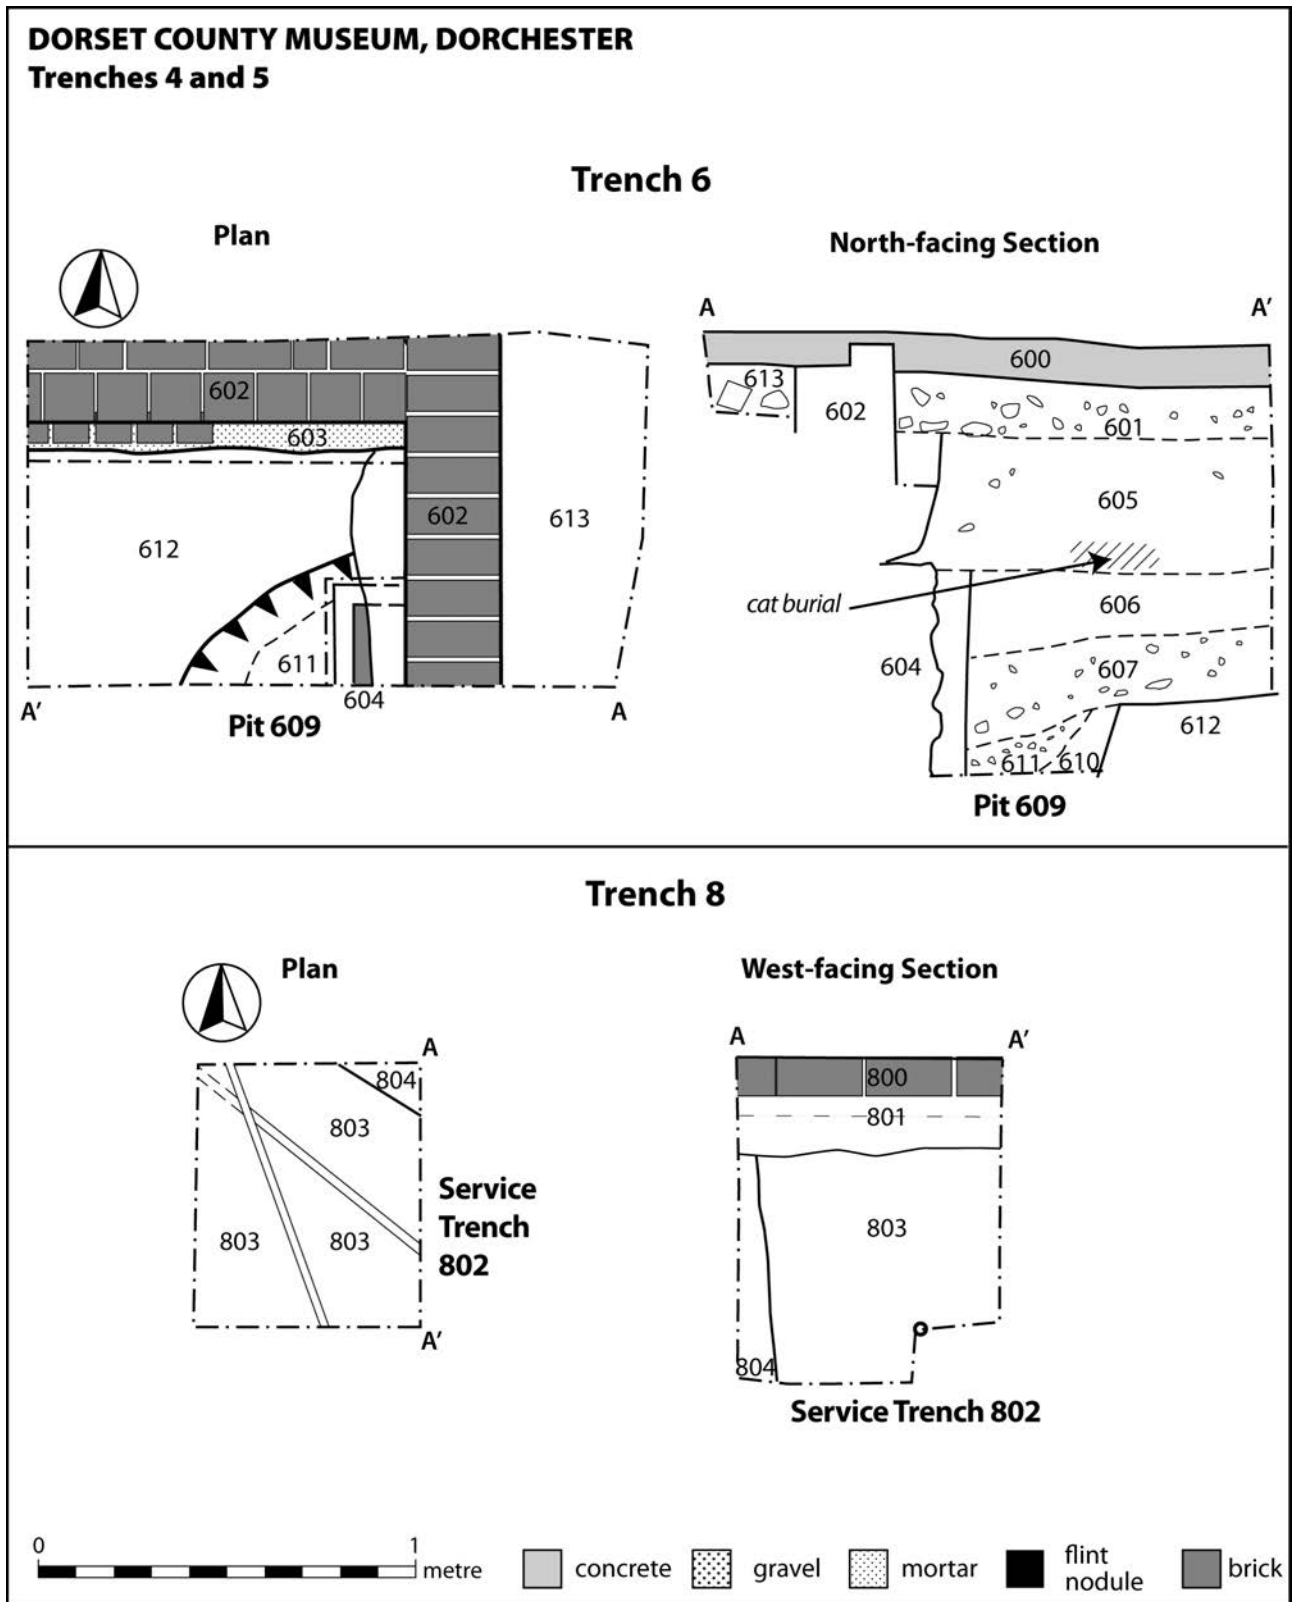 DORSET COUNTY MUSEUM, DORCHESTER
Trenches 4 and 5
Trench 6
Plan
602
603
602
613
612
611
604
A'
A
Pit 609
North-facing Section
A
A'
600
613
602
601
605
cat burial
606
604
607
612
611
610
Pit 609
Trench 8
Plan
A
804
803
Service
Trench
802
803
803
A'
West-facing Section
A
A'
800
801
803
804
Service Trench 802
0
1
metre
concrete
gravel
mortar
flint
nodule
brick